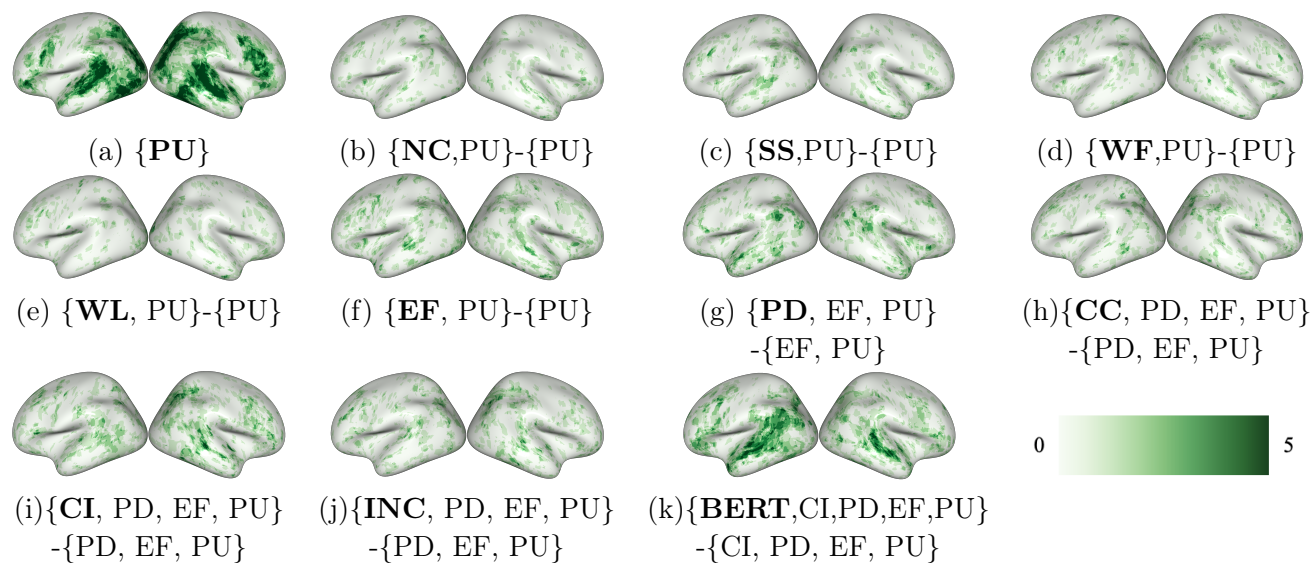 (a) {PU}
(b) {NC,PU}-{PU}
(c) {SS,PU}-{PU}
(d) {WF,PU}-{PU}
(e) {WL, PU}-{PU}
(f) {EF, PU}-{PU}
(g) {PD, EF, PU}
-{EF, PU}
(h){CC, PD, EF, PU}
-{PD, EF, PU}
0
5
(i){CI, PD, EF, PU}
-{PD, EF, PU}
(j){INC, PD, EF, PU}
-{PD, EF, PU}
(k){BERT,CI,PD,EF,PU}
-{CI, PD, EF, PU}